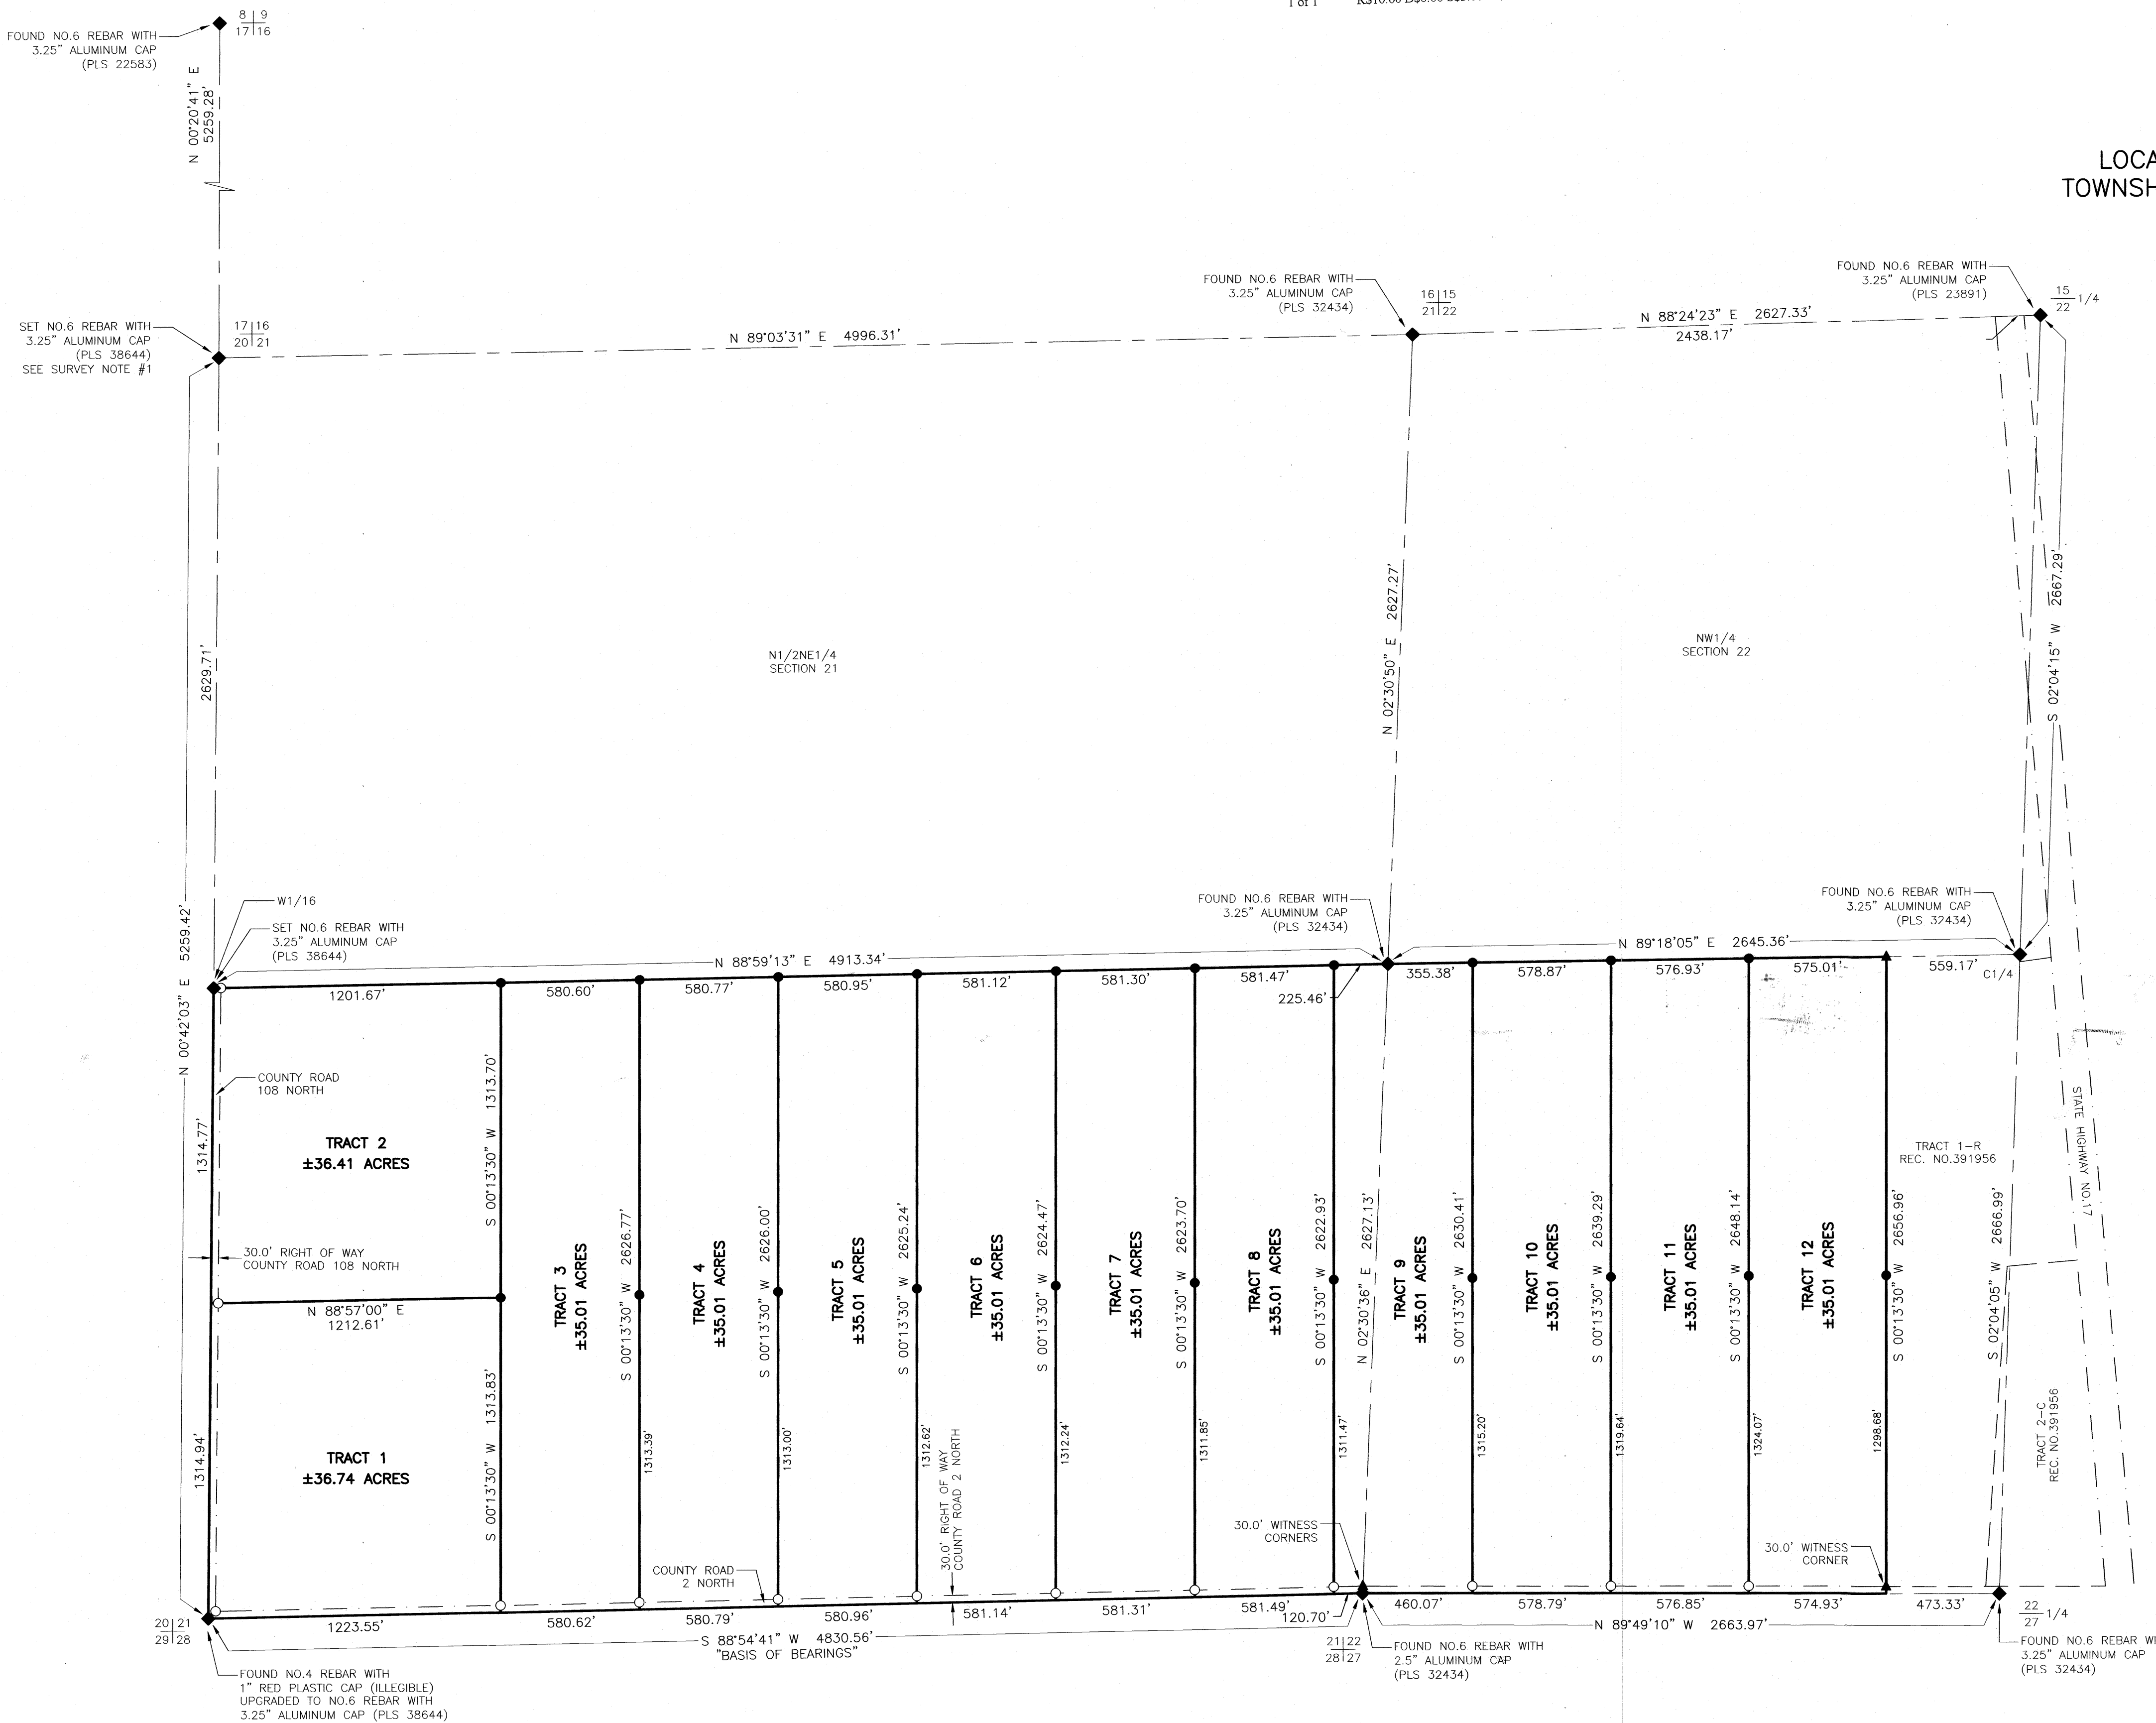 1 of 1
8 | 9
17 | 16
FOUND NO.6 REBAR WITH
3.25" ALUMINUM CAP
(PLS 22583)
N 00°20'41" E
5259.28'
LOCA
TOWNSH
SET NO.6 REBAR WITH
3.25" ALUMINUM CAP
(PLS 38644)
SEE SURVEY NOTE #1
17 | 16
20 | 21
N 89°03'31" E 4996.31'
FOUND NO.6 REBAR WITH
3.25" ALUMINUM CAP
(PLS 32434)
16 | 15
21 | 22
N 88°24'23" E 2627.33'
2438.17'
FOUND NO.6 REBAR WITH
3.25" ALUMINUM CAP
(PLS 23891)
15
22 1/4
2629.71'
N1/2NE1/4
SECTION 21
N 02°30'50" E 2627.27'
NW1/4
SECTION 22
S 02°04'15" W 2667.29'
N 00°42'03" E 5259.42'
W1/16
SET NO.6 REBAR WITH
3.25" ALUMINUM CAP
(PLS 38644)
N 88°59'13" E 4913.34'
FOUND NO.6 REBAR WITH
3.25" ALUMINUM CAP
(PLS 32434)
N 89°18'05" E 2645.36'
FOUND NO.6 REBAR WITH
3.25" ALUMINUM CAP
(PLS 32434)
1201.67'
580.60'
580.77'
580.95'
581.12'
581.30'
581.47'
225.46'
355.38'
578.87'
576.93'
575.01'
559.17'
C1/4
COUNTY ROAD
108 NORTH
1314.77'
TRACT 2
±36.41 ACRES
S 00°13'30" W 1313.70'
30.0' RIGHT OF WAY
COUNTY ROAD 108 NORTH
N 88°57'00" E
1212.61'
1314.94'
TRACT 1
±36.74 ACRES
S 00°13'30" W 1313.83'
TRACT 3
±35.01 ACRES
S 00°13'30" W 2626.77'
1313.39'
TRACT 4
±35.01 ACRES
S 00°13'30" W 2626.00'
1313.00'
TRACT 5
±35.01 ACRES
S 00°13'30" W 2625.24'
1312.62'
TRACT 6
±35.01 ACRES
S 00°13'30" W 2624.47'
1312.24'
TRACT 7
±35.01 ACRES
S 00°13'30" W 2623.70'
1311.85'
TRACT 8
±35.01 ACRES
S 00°13'30" W 2622.93'
1311.47'
N 02°30'36" E 2627.13'
TRACT 9
±35.01 ACRES
S 00°13'30" W 2630.41'
1315.20'
TRACT 10
±35.01 ACRES
S 00°13'30" W 2639.29'
1319.64'
TRACT 11
±35.01 ACRES
S 00°13'30" W 2648.14'
1324.07'
TRACT 12
±35.01 ACRES
S 00°13'30" W 2656.96'
1298.68'
TRACT 1-R
REC. NO.391956
S 02°04'05" W 2666.99'
STATE HIGHWAY NO.17
TRACT 2-C
REC. NO.391956
COUNTY ROAD
2 NORTH
30.0' RIGHT OF WAY
COUNTY ROAD 2 NORTH
30.0' WITNESS
CORNERS
30.0' WITNESS
CORNER
20 | 21
29 | 28
1223.55'
580.62'
580.79'
580.96'
581.14'
581.31'
581.49'
120.70'
460.07'
578.79'
576.85'
574.93'
473.33'
S 88°54'41" W 4830.56'
"BASIS OF BEARINGS"
N 89°49'10" W 2663.97'
21 | 22
28 | 27
FOUND NO.6 REBAR WITH
2.5" ALUMINUM CAP
(PLS 32434)
22
27 1/4
FOUND NO.6 REBAR WI
3.25" ALUMINUM CAP
(PLS 32434)
FOUND NO.4 REBAR WITH
1" RED PLASTIC CAP (ILLEGIBLE)
UPGRADED TO NO.6 REBAR WITH
3.25" ALUMINUM CAP (PLS 38644)